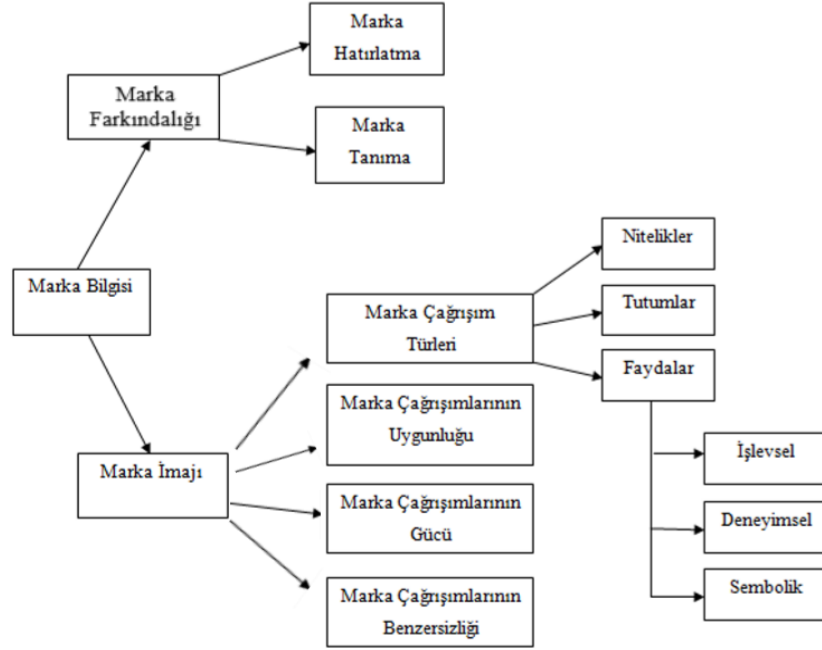 Marka
Hatırlatma
Marka
Farkındalığı
Marka
Tanıma
Nitelikler
Marka Bilgisi
Marka Çağrışım
Türleri
Tutumlar
Faydalar
Marka Çağrışımlarının
Uygunluğu
Marka İmajı
İşlevsel
Marka Çağrışımlarının
Gücü
Deneyimsel
Sembolik
Marka Çağrışımlarının
Benzersizliği